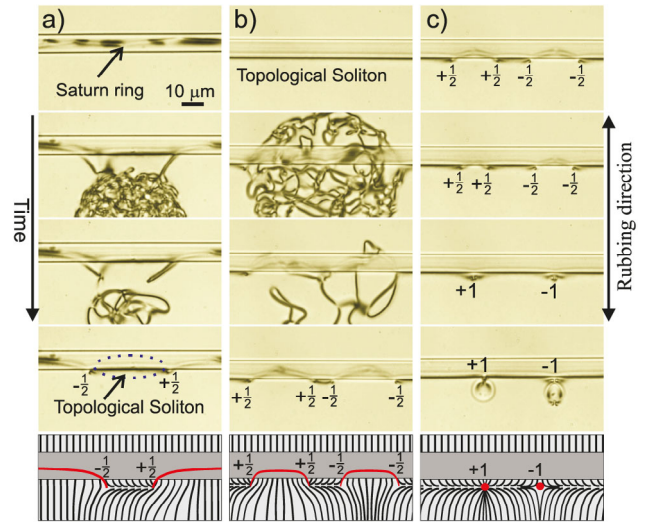 a)
b)
c)
Saturn ring
10 μm
Topological Soliton
+½ +½ -½ -½
+½ +½ -½ -½
Time
Rubbing direction
+1 -1
-½ +½
Topological Soliton
+½ +½ -½ -½
+1 -1
-½ +½
+½ +½ -½ -½
+1 -1